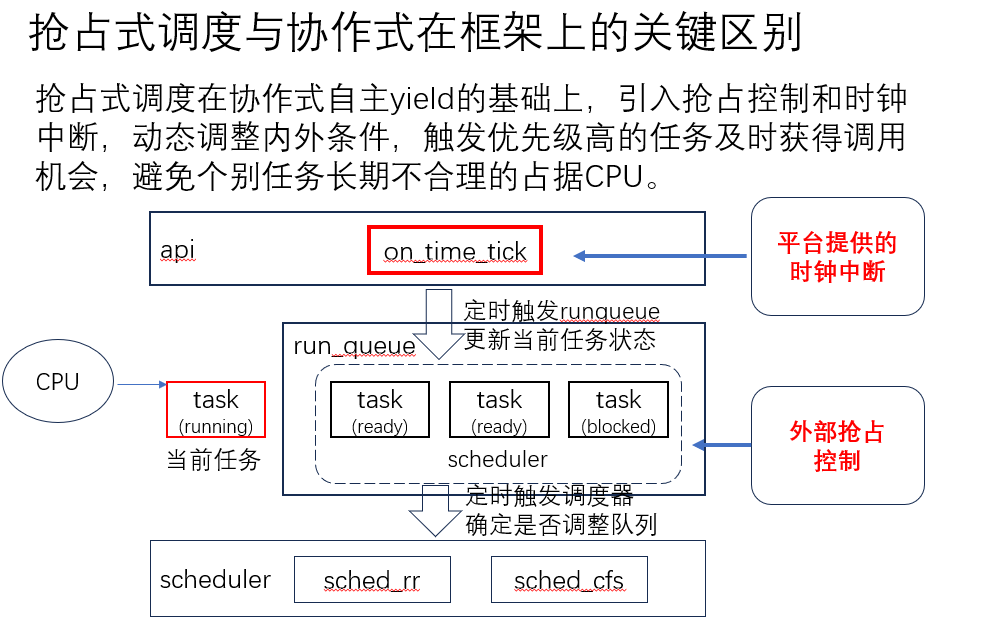 抢占式调度与协作式在框架上的关键区别
抢占式调度在协作式自主yield的基础上，引入抢占控制和时钟
中断，动态调整内外条件，触发优先级高的任务及时获得调用
机会，避免个别任务长期不合理的占据CPU。
api
on_time_tick
平台提供的
时钟中断
定时触发runqueue
更新当前任务状态
run_queue
CPU
task
(running)
当前任务
task
(ready)
task
(ready)
task
(blocked)
scheduler
外部抢占
控制
定时触发调度器
确定是否调整队列
scheduler
sched_rr
sched_cfs